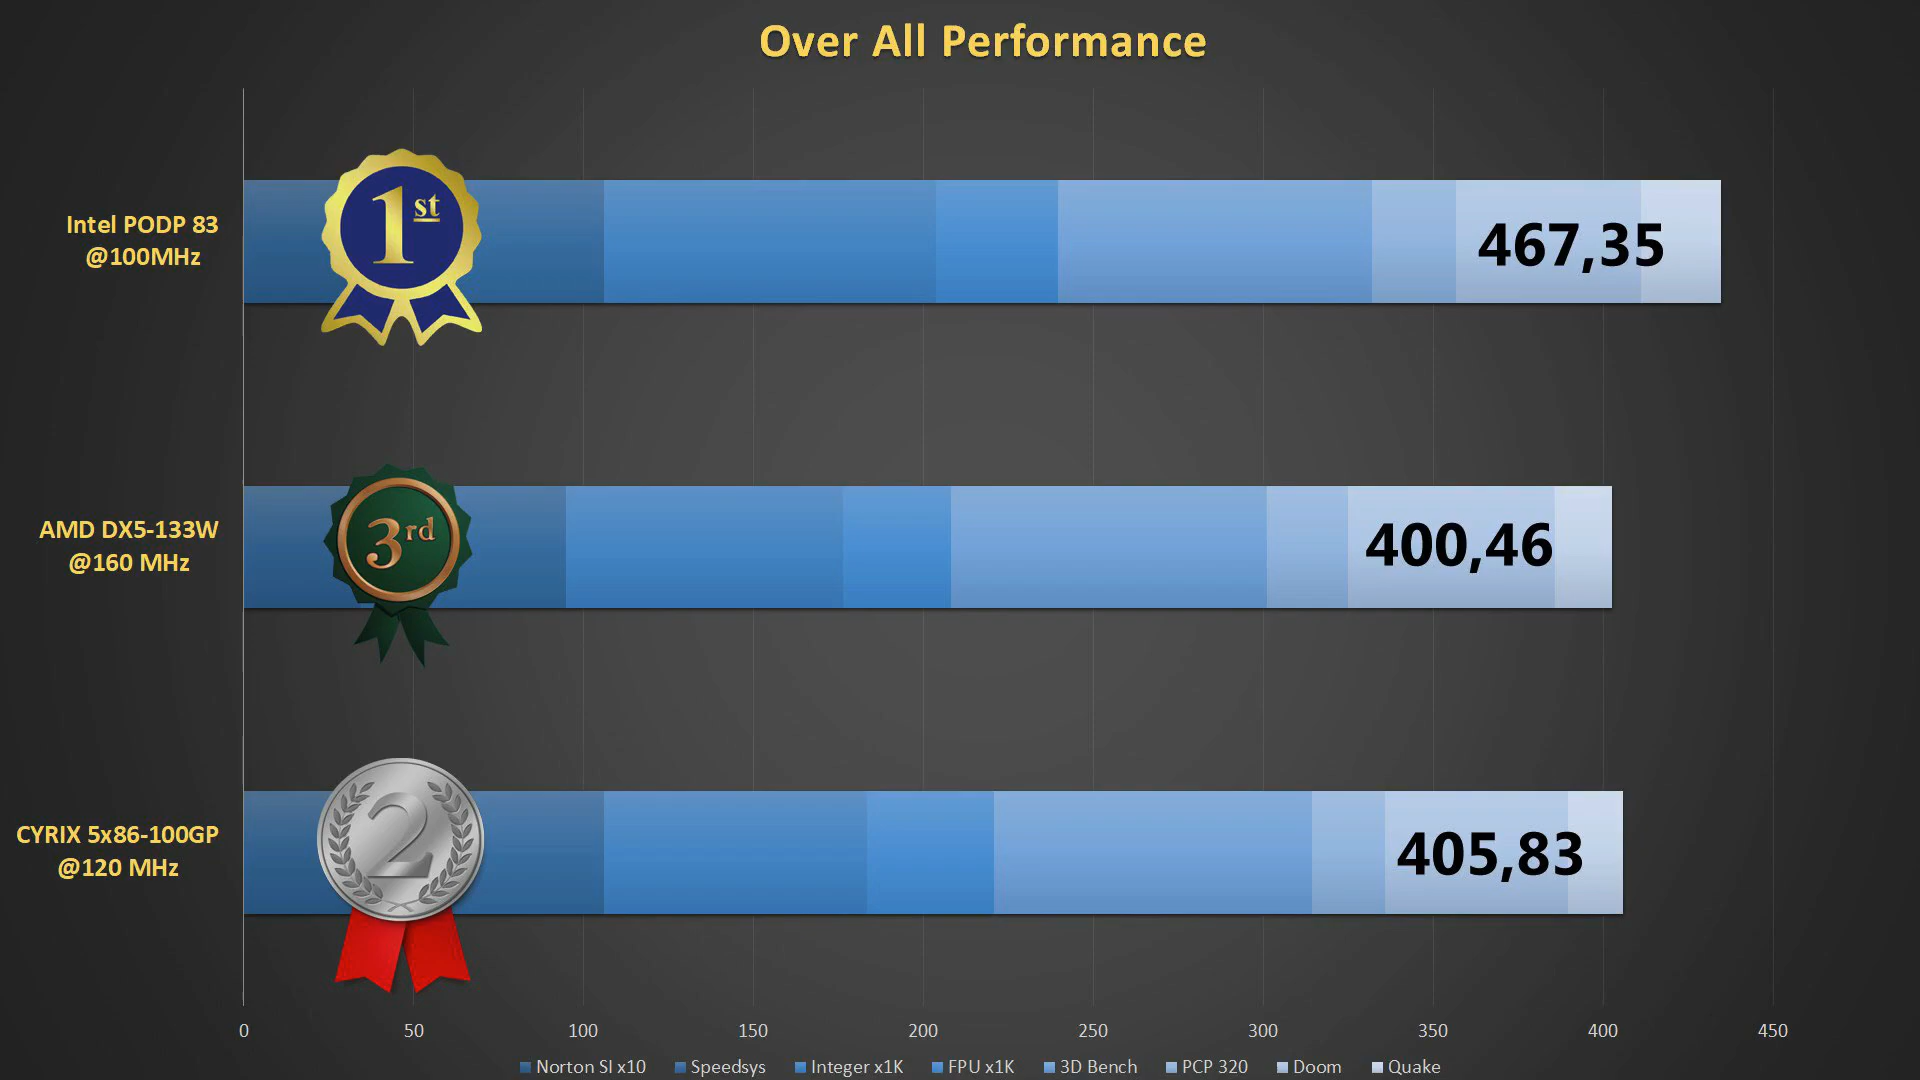 Over All Performance
Intel PODP 83
@100MHz
1st
467,35
AMD DX5-133W
@160 MHz
3rd
400,46
CYRIX 5x86-100GP
@120 MHz
2
405,83
0 50 100 150 200 250 300 350 400 450
Norton SI x10 Speedsys Integer x1K FPU x1K 3D Bench PCP 320 Doom Quake